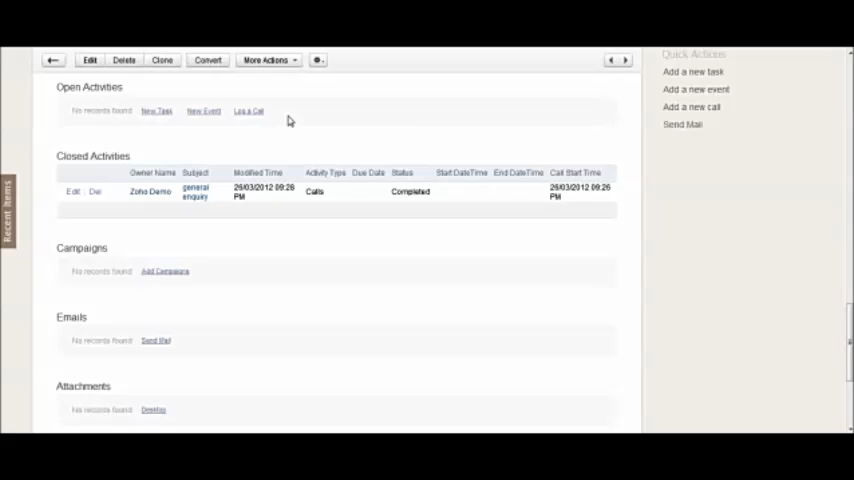 Edit Delete Clone Convert More Actions
Quick Actions
Add a new task
Add a new event
Add a new call
Send Mail
Open Activities
No records found New Task New Event Log a Call
Closed Activities
Owner Name Subject Modified Time Activity Type Due Date Status Start DateTime End DateTime Call Start Time
Edit | Del Zoho Demo general enquiry 26/03/2012 09:26 PM Calls Completed 26/03/2012 09:26 PM
Campaigns
No records found Add Campaigns
Emails
No records found Send Mail
Attachments
No records found Desktop
Recent Items